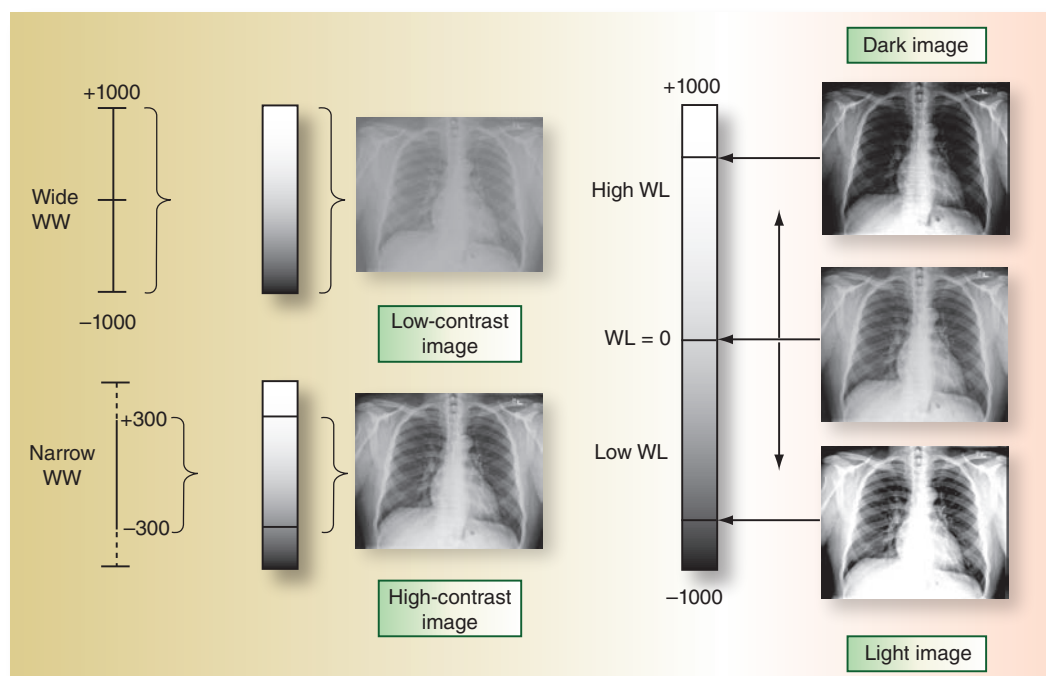 +1000
Wide
WW
–1000
Low-contrast
image
+300
Narrow
WW
–300
High-contrast
image
Dark image
+1000
High WL
WL = 0
Low WL
–1000
Light image